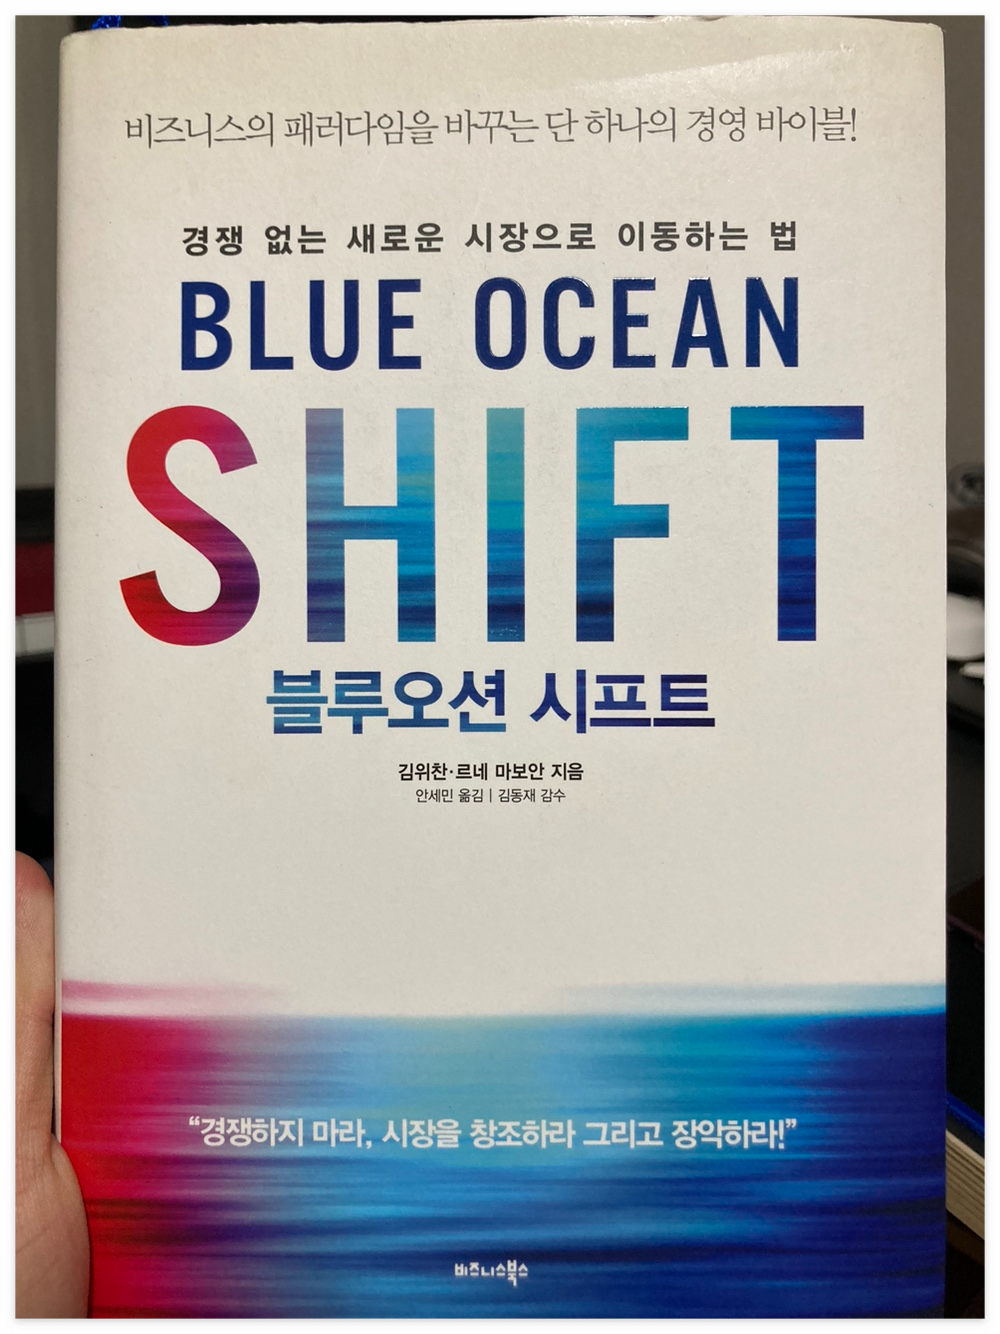 비즈니스의 패러다임을 바꾸는 단 하나의 경영 바이블!
경쟁 없는 새로운 시장으로 이동하는 법
BLUE OCEAN
SHIFT
블루오션 시프트
김위찬·르네 마보안 지음
안세민 옮김 | 김동재 감수
“경쟁하지 마라, 시장을 창조하라 그리고 장악하라!”
비즈니스북스